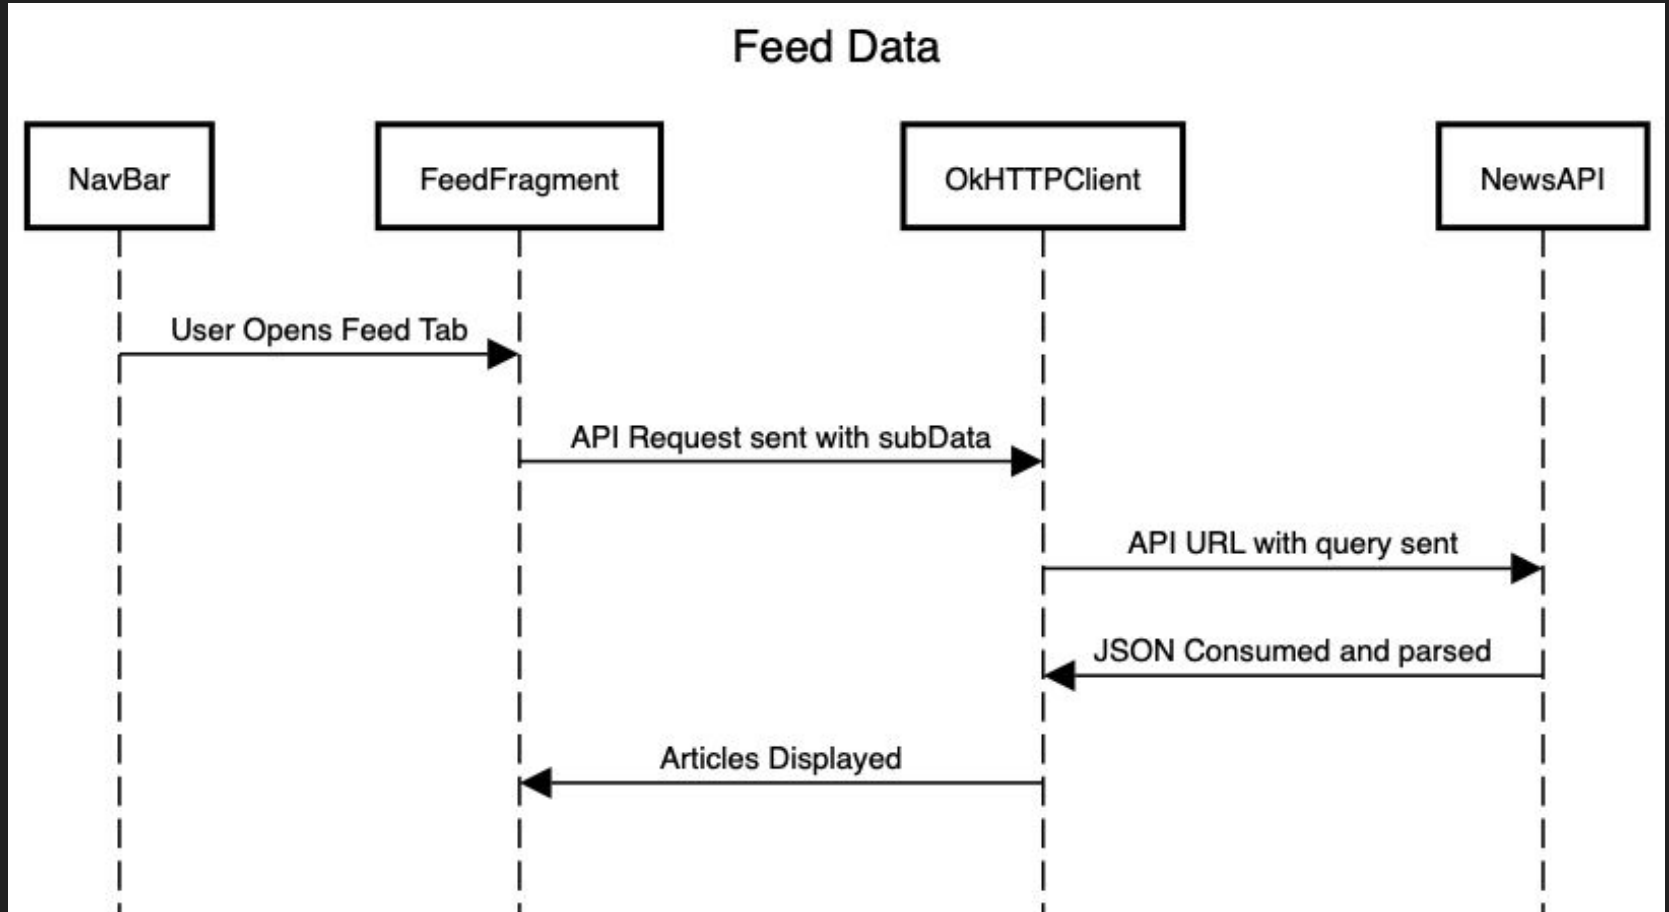 Feed Data
NavBar
FeedFragment
OkHTTPClient
NewsAPI
User Opens Feed Tab
API Request sent with subData
API URL with query sent
JSON Consumed and parsed
Articles Displayed